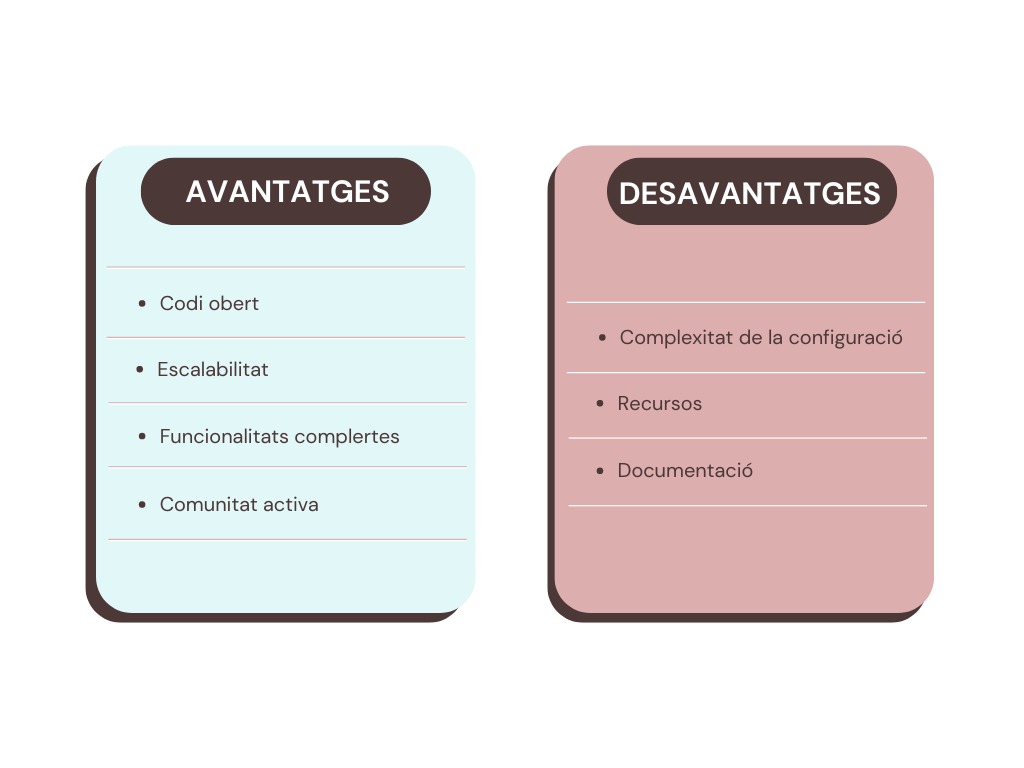 AVANTATGES
• Codi obert
• Escalabilitat
• Funcionalitats complertes
• Comunitat activa
DESAVANTATGES
• Complexitat de la configuració
• Recursos
• Documentació